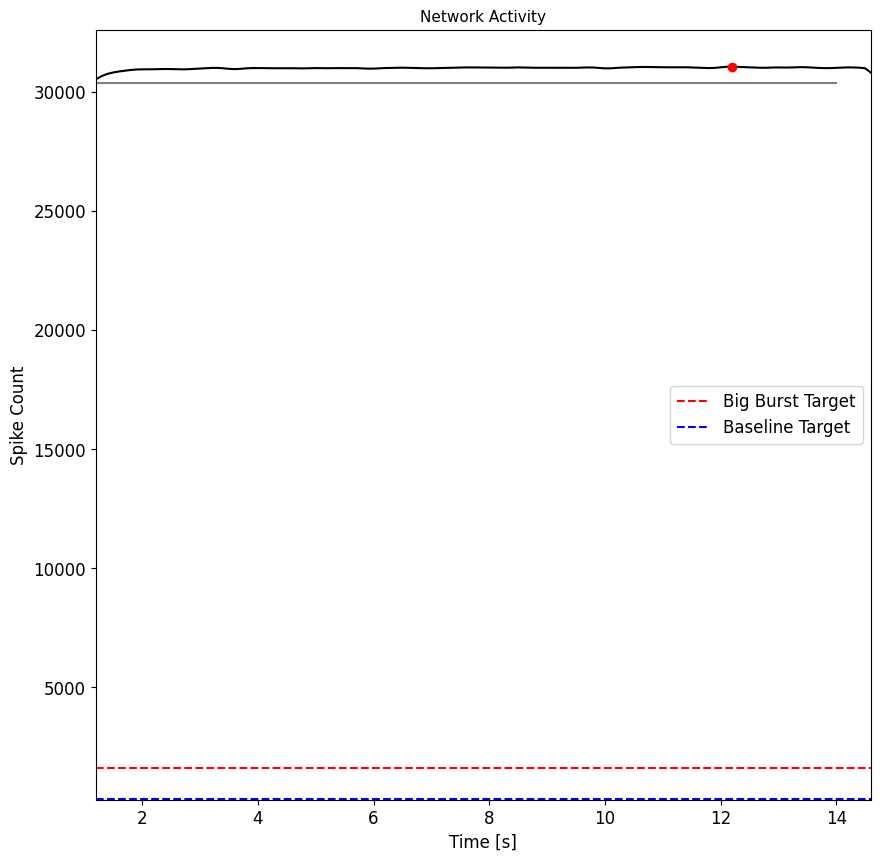 Network Activity
Spike Count
30000
25000
20000
15000
10000
5000
Big Burst Target
Baseline Target
2 4 6 8 10 12 14
Time [s]